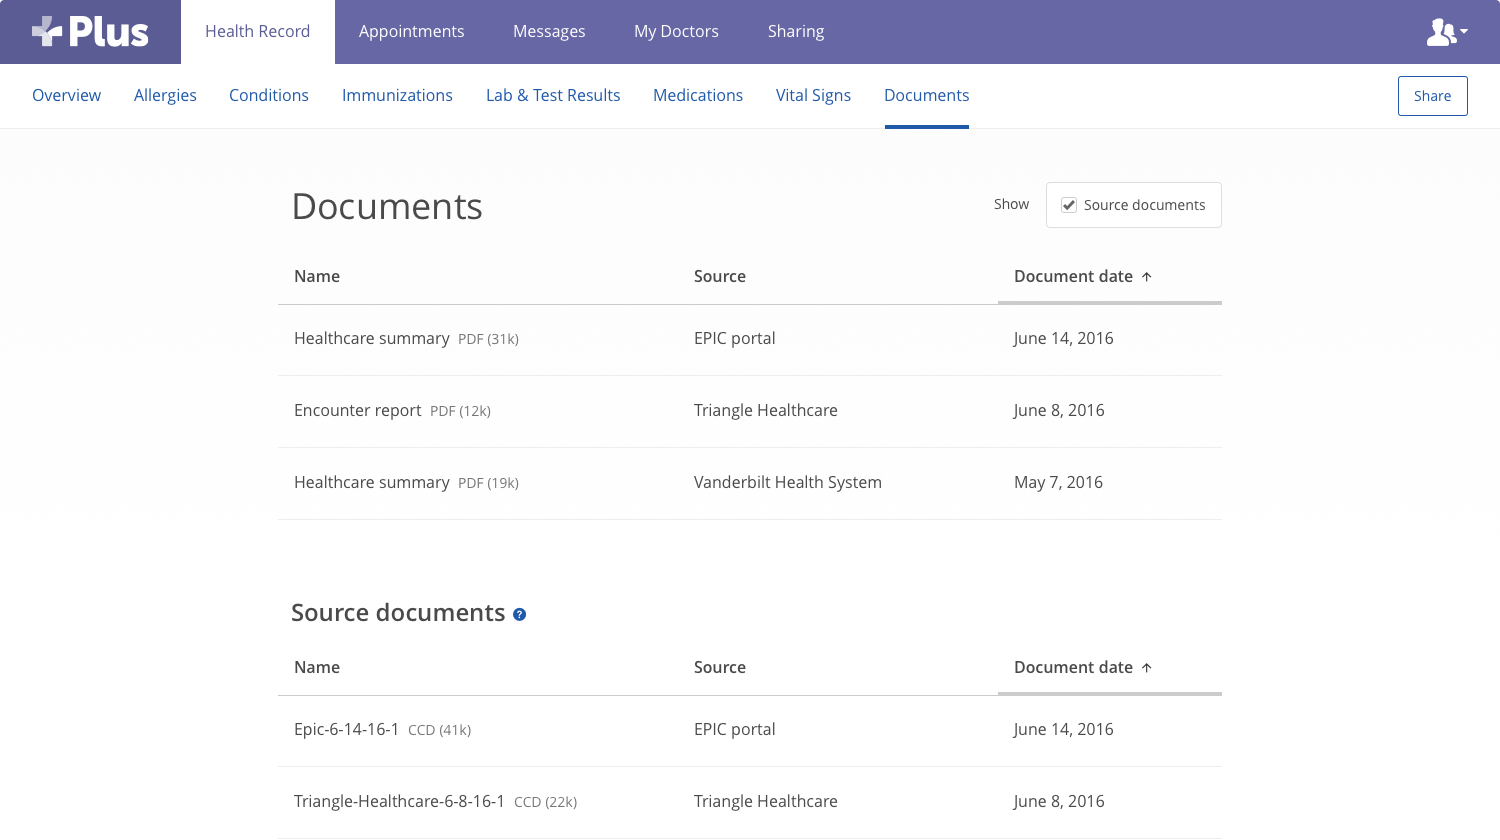 Plus Health Record Appointments Messages My Doctors Sharing
Overview Allergies Conditions Immunizations Lab & Test Results Medications Vital Signs Documents Share
Documents Show Source documents
Name Source Document date ↑
Healthcare summary PDF (31k) EPIC portal June 14, 2016
Encounter report PDF (12k) Triangle Healthcare June 8, 2016
Healthcare summary PDF (19k) Vanderbilt Health System May 7, 2016
Source documents ?
Name Source Document date ↑
Epic-6-14-16-1 CCD (41k) EPIC portal June 14, 2016
Triangle-Healthcare-6-8-16-1 CCD (22k) Triangle Healthcare June 8, 2016